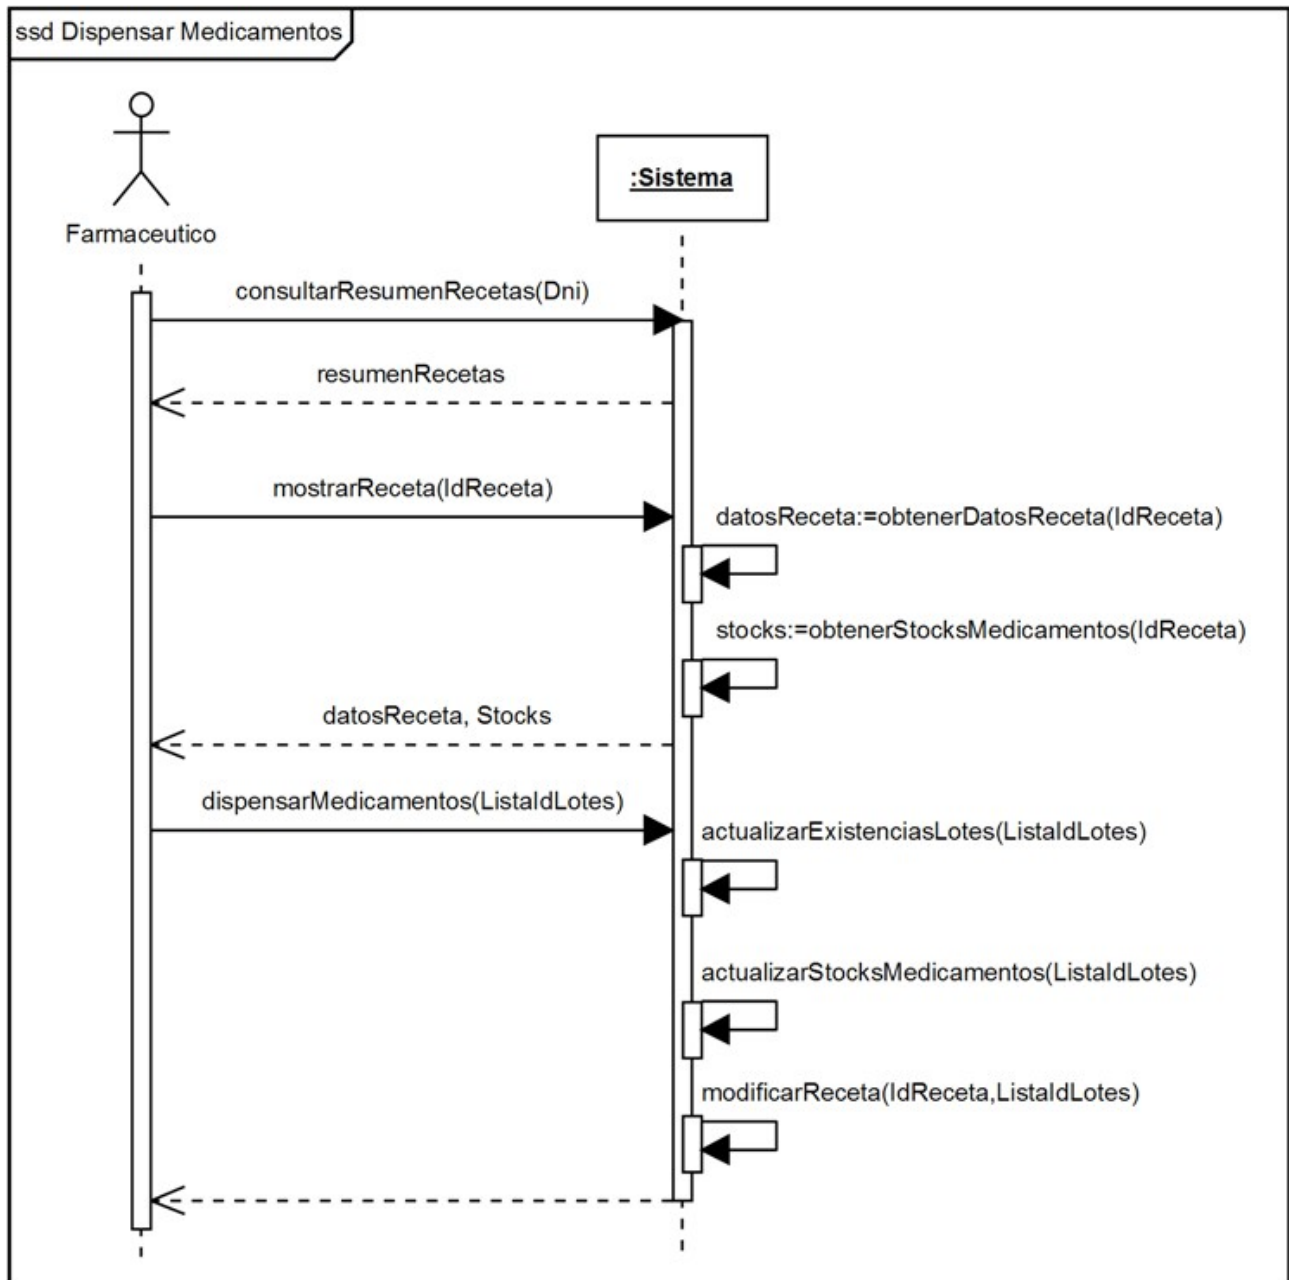 ssd Dispensar Medicamentos
:Sistema
Farmaceutico
consultarResumenRecetas(Dni)
resumenRecetas
mostrarReceta(IdReceta)
datosReceta:=obtenerDatosReceta(IdReceta)
stocks:=obtenerStocksMedicamentos(IdReceta)
datosReceta, Stocks
dispensarMedicamentos(ListaIdLotes)
actualizarExistenciasLotes(ListaIdLotes)
actualizarStocksMedicamentos(ListaIdLotes)
modificarReceta(IdReceta,ListaIdLotes)